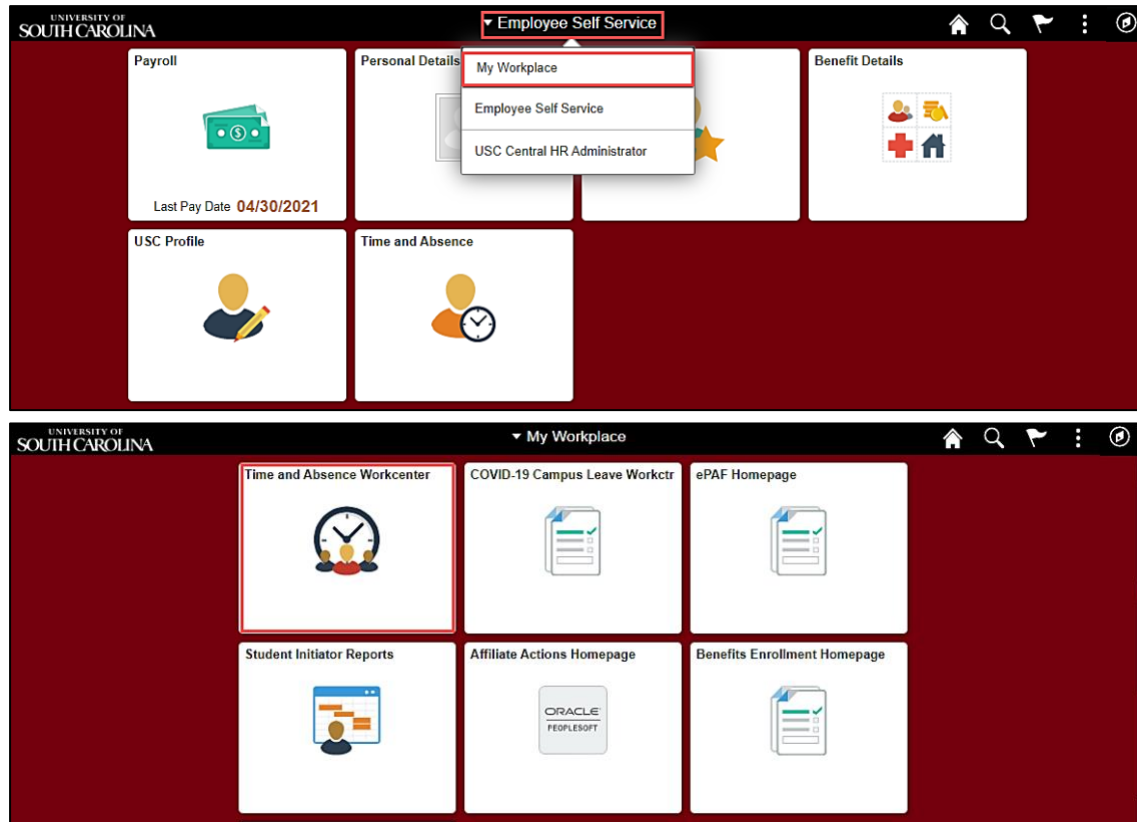 UNIVERSITY OF
SOUTH CAROLINA
Employee Self Service
My Workplace
Employee Self Service
USC Central HR Administrator
Payroll
Last Pay Date 04/30/2021
Personal Details
Benefit Details
USC Profile
Time and Absence
UNIVERSITY OF
SOUTH CAROLINA
My Workplace
Time and Absence Workcenter
COVID-19 Campus Leave Workctr
ePAF Homepage
Student Initiator Reports
Affiliate Actions Homepage
ORACLE
PEOPLESOFT
Benefits Enrollment Homepage